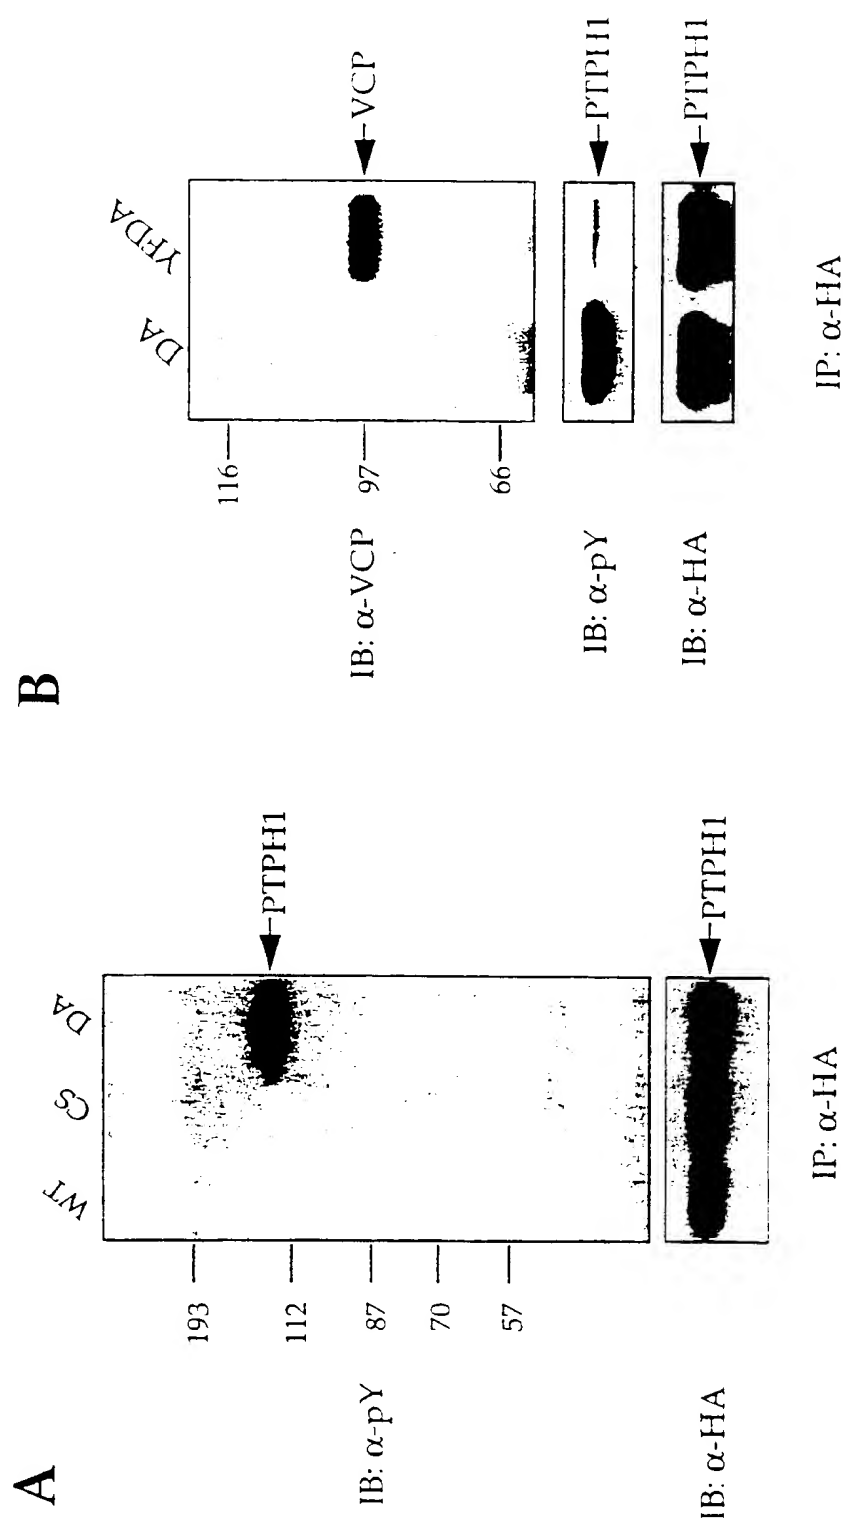 A
WT
CS
DA
193
112
87
70
57
IB: α-pY
PTPH1
IB: α-HA
PTPH1
IP: α-HA
B
DA
YFDA
116
97
66
IB: α-VCP
VCP
IB: α-pY
PTPH1
IB: α-HA
PTPH1
IP: α-HA